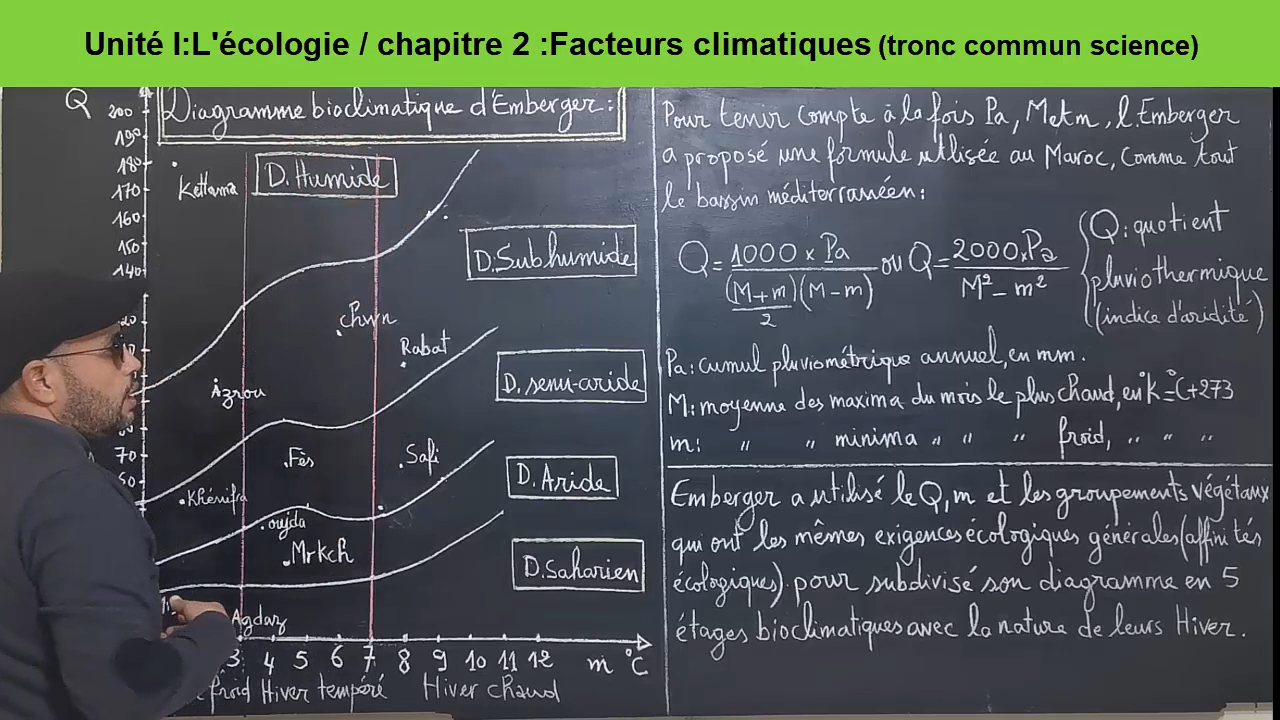 Unité I:L'écologie / chapitre 2 :Facteurs climatiques (tronc commun science)
Q
Diagramme bioclimatique d'Emberger:
200
190
180
170
160
150
140
70
50
Kettama
D. Humide
D. Subhumide
Chwn
Rabat
D. semi-aride
Azrou
Fès
Safi
D. Aride
Khénifra
oujda
Mrkch
D. Saharien
Agdaz
3 4 5 6 7 8 9 10 11 12 m °C
froid Hiver tempéré Hiver chaud
Pour tenir compte à la fois Pa, M et m, l.Emberger
a proposé une formule utilisée au Maroc, comme tout
le bassin méditerranéen:
Q = 1000 x Pa / (M+m)/2 (M-m) ou Q = 2000xPa / M² - m²
Q: quotient
pluviothermique
(indice d'aridité)
Pa: cumul pluviométrique annuel, en mm.
M: moyenne des maxima du mois le plus chaud, en °K = °C+273
m: " " minima " " " froid, " " "
Emberger a utilisé le Q, m et les groupements végétaux
qui ont les mêmes exigences écologiques générales (affinités
écologiques) pour subdivisé son diagramme en 5
étages bioclimatiques avec la nature de leurs Hiver.